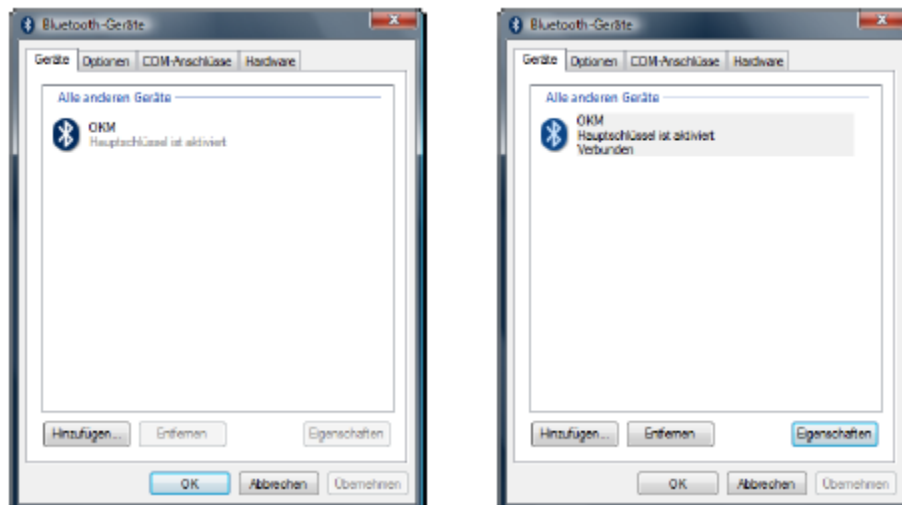 Bluetooth-Geräte
Geräte Optionen COM-Anschlüsse Hardware
Alle anderen Geräte
OKM
Hauptschlüssel ist aktiviert
Hinzufügen... Entfernen Eigenschaften
OK Abbrechen Übernehmen
Bluetooth-Geräte
Geräte Optionen COM-Anschlüsse Hardware
Alle anderen Geräte
OKM
Hauptschlüssel ist aktiviert
Verbunden
Hinzufügen... Entfernen Eigenschaften
OK Abbrechen Übernehmen